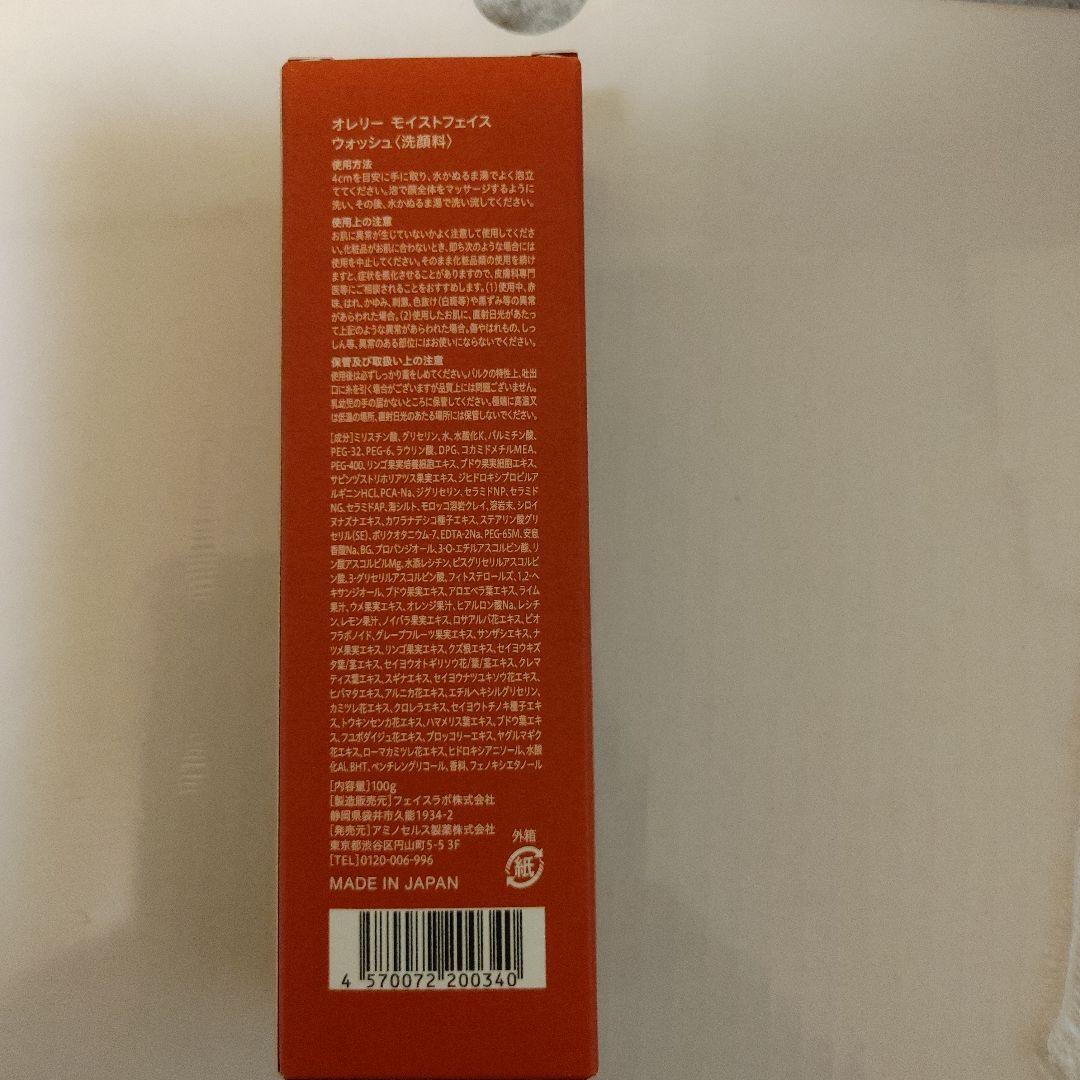 オレリー モイストフェイス
ウォッシュ〈洗顔料〉
使用方法
4cmを目安に手に取り、水かぬるま湯でよく泡立
ててください。泡で顔全体をマッサージするように
洗い、その後、水かぬるま湯で洗い流してください。
使用上の注意
お肌に異常が生じていないかよく注意して使用してくださ
い。化粧品がお肌に合わないとき、即ち次のような場合には
使用を中止してください。そのまま化粧品類の使用を続け
ますと、症状を悪化させることがありますので、皮膚科専門
医等にご相談されることをおすすめします。(1)使用中、赤
味、はれ、かゆみ、刺激、色抜け(白斑等)や黒ずみ等の異常
があらわれた場合。(2)使用したお肌に、直射日光があたっ
て上記のような異常があらわれた場合。傷やはれもの、しっ
しん等、異常のある部位にはお使いにならないでください。
保管及び取扱い上の注意
使用後は必ずしっかり蓋をしめてください。バルクの特性上、吐出
口に糸を引く場合がございますが品質上には問題ございません。
乳幼児の手の届かないところに保管してください。極端に高温又
は低温の場所、直射日光のあたる場所には保管しないでください。
[成分]ミリスチン酸、グリセリン、水、水酸化K、パルミチン酸、
PEG-32、PEG-6、ラウリン酸、DPG、コカミドメチルMEA、
PEG-400、リンゴ果実培養細胞エキス、ブドウ果実細胞エキス、
サピンヅストリホリアツス果実エキス、ジヒドロキシプロピルア
ルギニンHCl、PCA-Na、ジグリセリン、セラミドNP、セラミド
NG、セラミドAP、海シルト、モロッコ溶岩クレイ、溶岩末、シロイ
ヌナズナエキス、カワラナデシコ種子エキス、ステアリン酸グリ
セリル(SE)、ポリクオタニウム-7、EDTA-2Na、PEG-65M、安息
香酸Na、BG、プロパンジオール、3-O-エチルアスコルビン酸、リ
ン酸アスコルビルMg、水添レシチン、ビスグリセリルアスコルビ
ン酸、3-グリセリルアスコルビン酸、フィトステロールズ、1,2-ヘ
キサンジオール、ブドウ果実エキス、アロエベラ葉エキス、ライム
果汁、ウメ果実エキス、オレンジ果汁、ヒアルロン酸Na、レシチ
ン、レモン果汁、ノイバラ果実エキス、ロサアルバ花エキス、ビオ
フラボノイド、グレープフルーツ果実エキス、サンザシエキス、ナ
ツメ果実エキス、リンゴ果実エキス、クズ根エキス、セイヨウキズ
タ葉/茎エキス、セイヨウオトギリソウ花/葉/茎エキス、クレマ
ティス葉エキス、スギナエキス、セイヨウナツユキソウ花エキス、
ヒバマタエキス、アルニカ花エキス、エチルヘキシルグリセリン、
カミツレ花エキス、クロレラエキス、セイヨウトチノキ種子エキ
ス、トウキンセンカ花エキス、ハマメリス葉エキス、ブドウ葉エキ
ス、フユボダイジュ花エキス、ブロッコリーエキス、ヤグルマギク
花エキス、ローマカミツレ花エキス、ヒドロキシアニソール、水酸
化Al、BHT、ペンチレングリコール、香料、フェノキシエタノール
[内容量]100g
[製造販売元]フェイスラボ株式会社
静岡県袋井市久能1934-2
[発売元]アミノセルス製薬株式会社
東京都渋谷区円山町5-5 3F
[TEL]0120-006-996
外箱
紙
MADE IN JAPAN
4 570072 200340